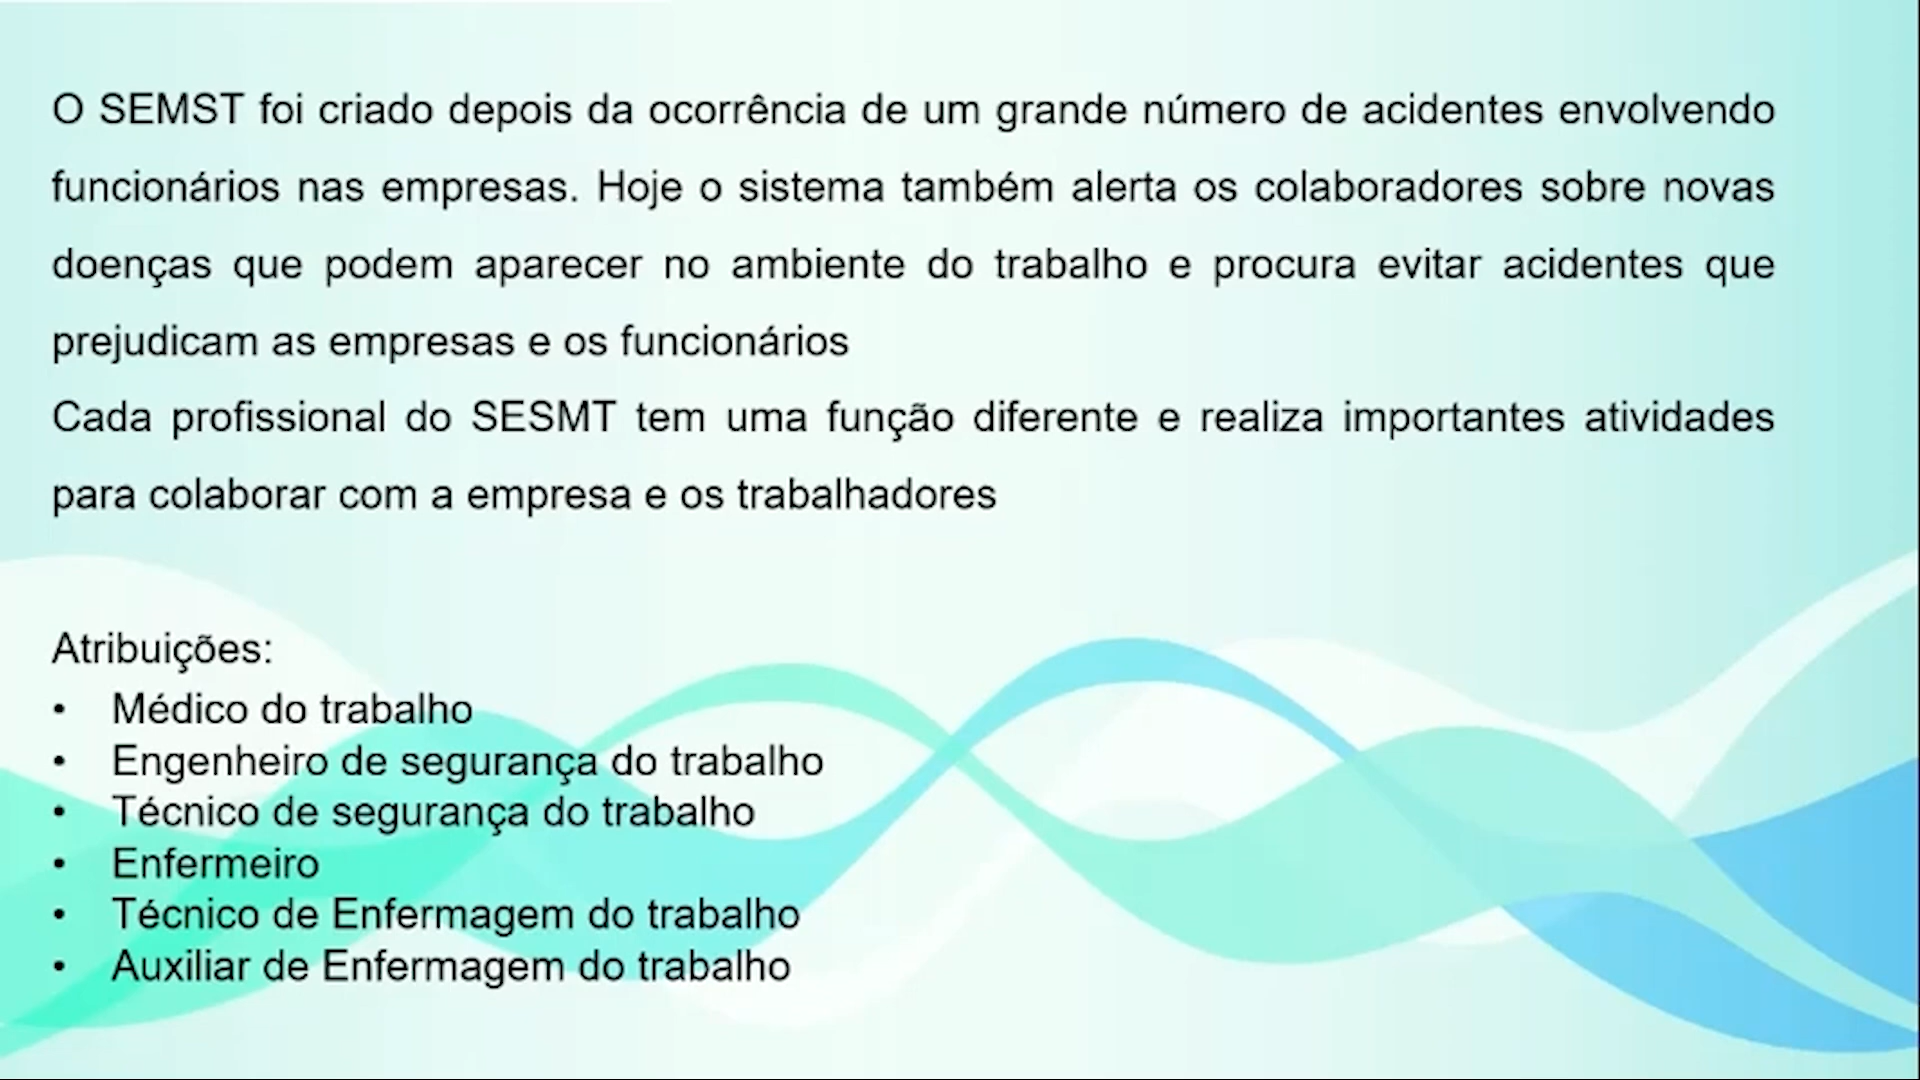 O SEMST foi criado depois da ocorrência de um grande número de acidentes envolvendo
funcionários nas empresas. Hoje o sistema também alerta os colaboradores sobre novas
doenças que podem aparecer no ambiente do trabalho e procura evitar acidentes que
prejudicam as empresas e os funcionários
Cada profissional do SESMT tem uma função diferente e realiza importantes atividades
para colaborar com a empresa e os trabalhadores
Atribuições:
• Médico do trabalho
• Engenheiro de segurança do trabalho
• Técnico de segurança do trabalho
• Enfermeiro
• Técnico de Enfermagem do trabalho
• Auxiliar de Enfermagem do trabalho